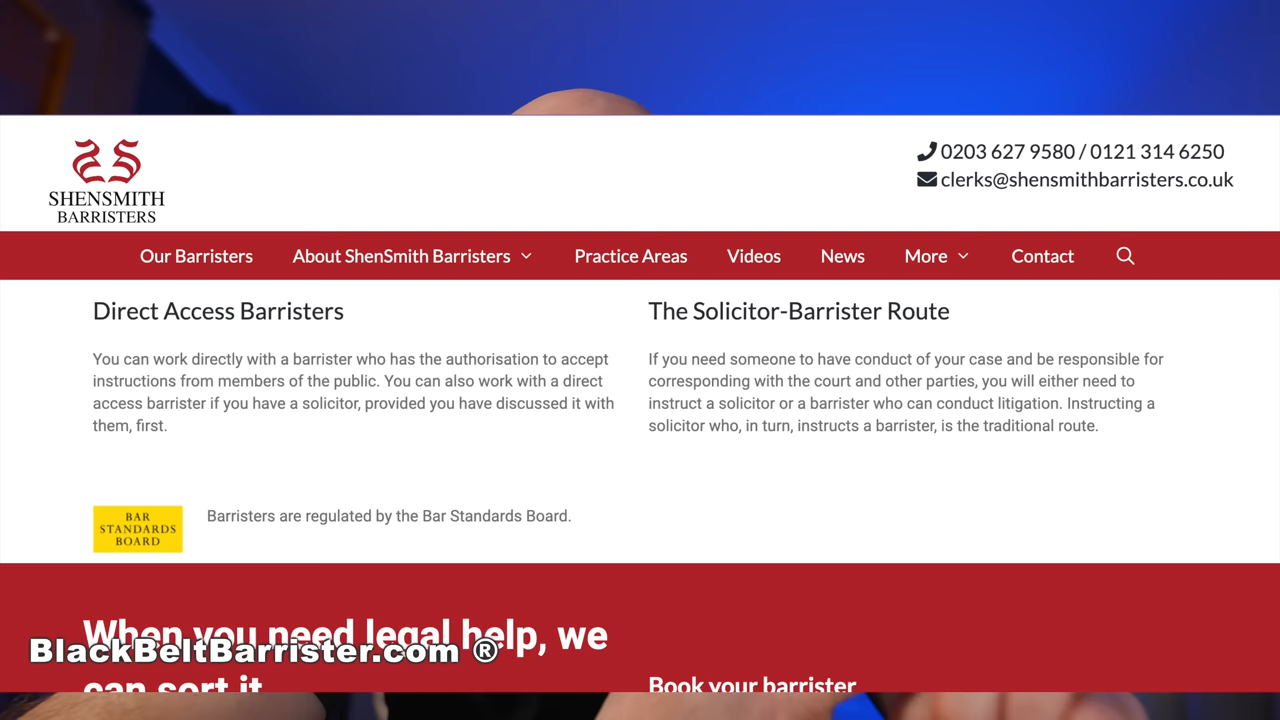 SHENSMITH
BARRISTERS
0203 627 9580 / 0121 314 6250
clerks@shensmithbarristers.co.uk
Our Barristers
About ShenSmith Barristers
Practice Areas
Videos
News
More
Contact
Direct Access Barristers
You can work directly with a barrister who has the authorisation to accept
instructions from members of the public. You can also work with a direct
access barrister if you have a solicitor, provided you have discussed it with
them, first.
The Solicitor-Barrister Route
If you need someone to have conduct of your case and be responsible for
corresponding with the court and other parties, you will either need to
instruct a solicitor or a barrister who can conduct litigation. Instructing a
solicitor who, in turn, instructs a barrister, is the traditional route.
BAR
STANDARDS
BOARD
Barristers are regulated by the Bar Standards Board.
When you need legal help, we
can sort it
BlackBeltBarrister.com ®
Book your barrister